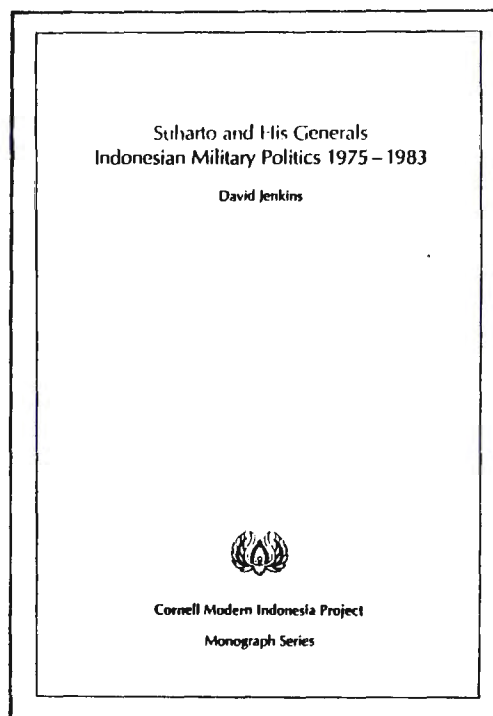 Suharto and His Generals
Indonesian Military Politics 1975–1983
David Jenkins
Cornell Modern Indonesia Project
Monograph Series